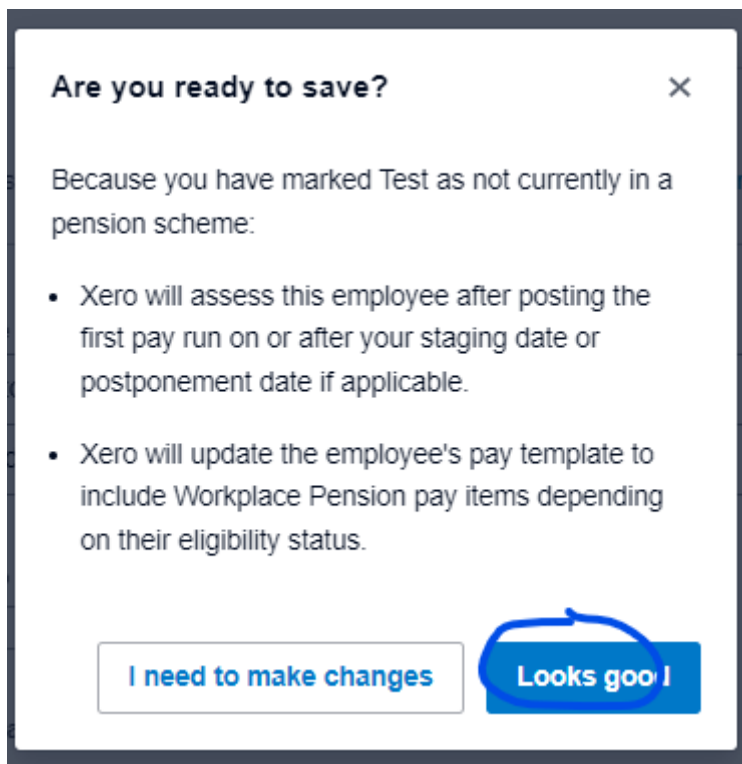 Are you ready to save?
Because you have marked Test as not currently in a
pension scheme:
• Xero will assess this employee after posting the
first pay run on or after your staging date or
postponement date if applicable.
• Xero will update the employee's pay template to
include Workplace Pension pay items depending
on their eligibility status.
I need to make changes
Looks good